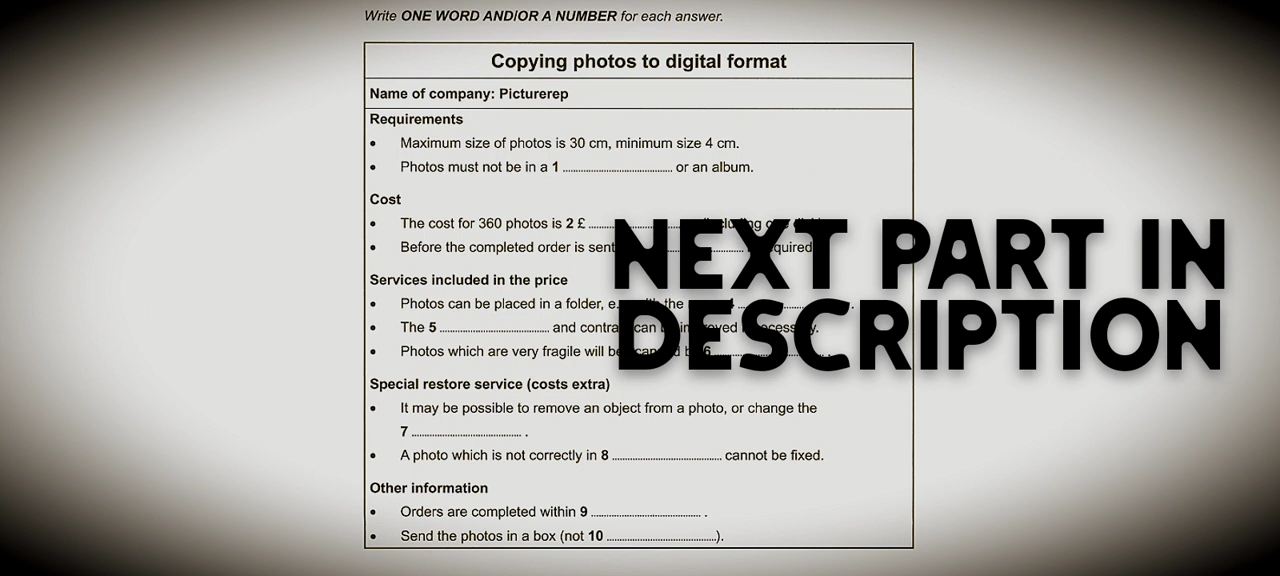 Write ONE WORD AND/OR A NUMBER for each answer.
Copying photos to digital format
Name of company: Picturerep
Requirements
• Maximum size of photos is 30 cm, minimum size 4 cm.
• Photos must not be in a 1 .................... or an album.
Cost
• The cost for 360 photos is 2 £ ....................
• Before the completed order is sent
Services included in the price
• Photos can be placed in a folder, the 4 ....................
• The 5 .................... and can
• Photos which are very fragile will be 6 ....................
NEXT PART IN
DESCRIPTION
Special restore service (costs extra)
• It may be possible to remove an object from a photo, or change the
7 .................... .
• A photo which is not correctly in 8 .................... cannot be fixed.
Other information
• Orders are completed within 9 .................... .
• Send the photos in a box (not 10 ....................).